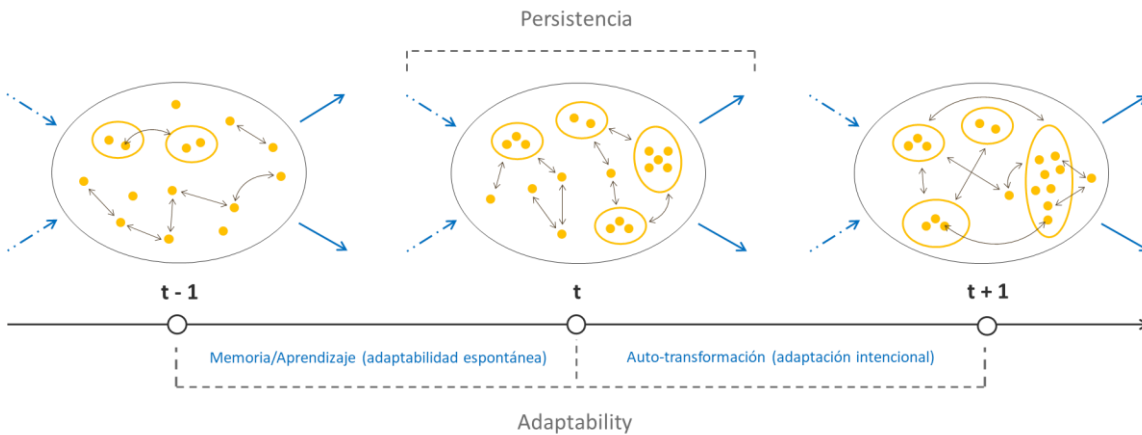 Persistencia
t - 1
t
t + 1
Memoria/Aprendizaje (adaptabilidad espontánea)
Auto-transformación (adaptación intencional)
Adaptability